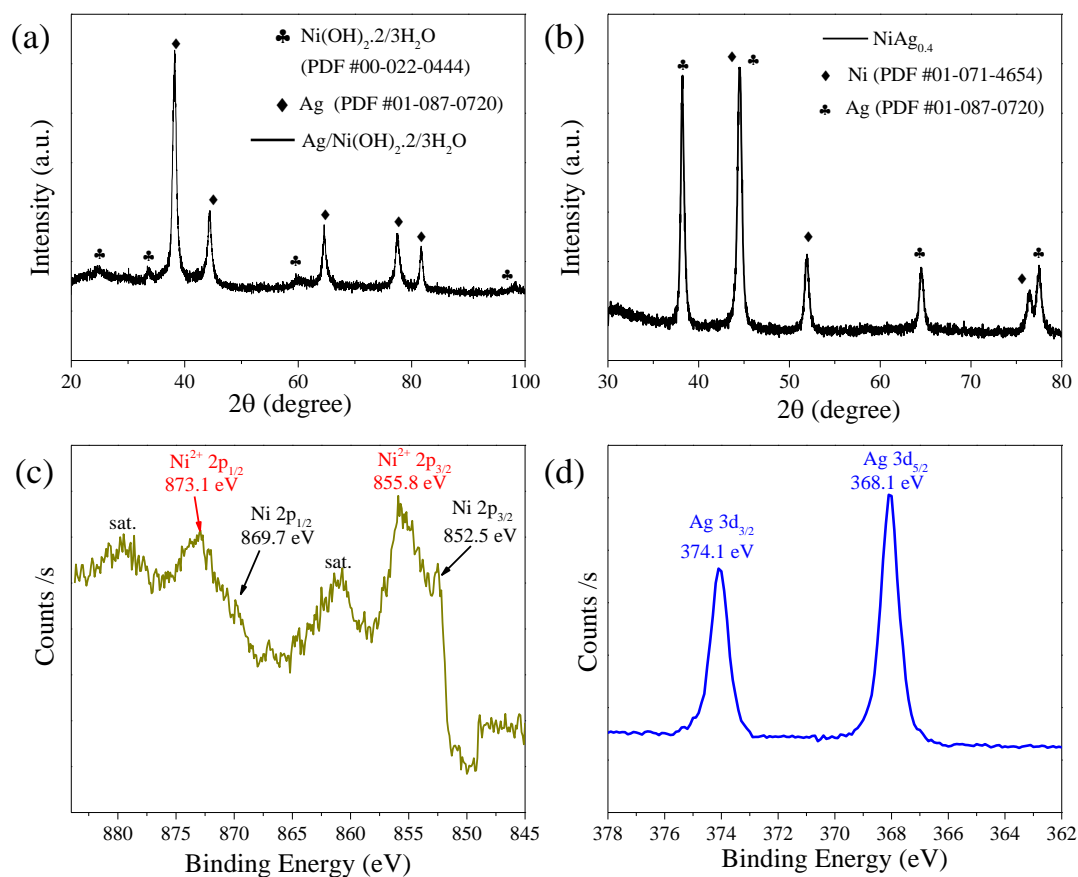 (a)
♣ Ni(OH)₂.2/3H₂O
(PDF #00-022-0444)
♦ Ag (PDF #01-087-0720)
Ag/Ni(OH)₂.2/3H₂O
Intensity (a.u.)
20 40 60 80 100
2θ (degree)
(b)
NiAg₀.₄
♦ Ni (PDF #01-071-4654)
♣ Ag (PDF #01-087-0720)
Intensity (a.u.)
30 40 50 60 70 80
2θ (degree)
(c)
Ni²⁺ 2p₁/₂
873.1 eV
Ni²⁺ 2p₃/₂
855.8 eV
Ni 2p₁/₂
869.7 eV
Ni 2p₃/₂
852.5 eV
sat.
sat.
Counts /s
880 875 870 865 860 855 850 845
Binding Energy (eV)
(d)
Ag 3d₅/₂
368.1 eV
Ag 3d₃/₂
374.1 eV
Counts /s
378 376 374 372 370 368 366 364 362
Binding Energy (eV)